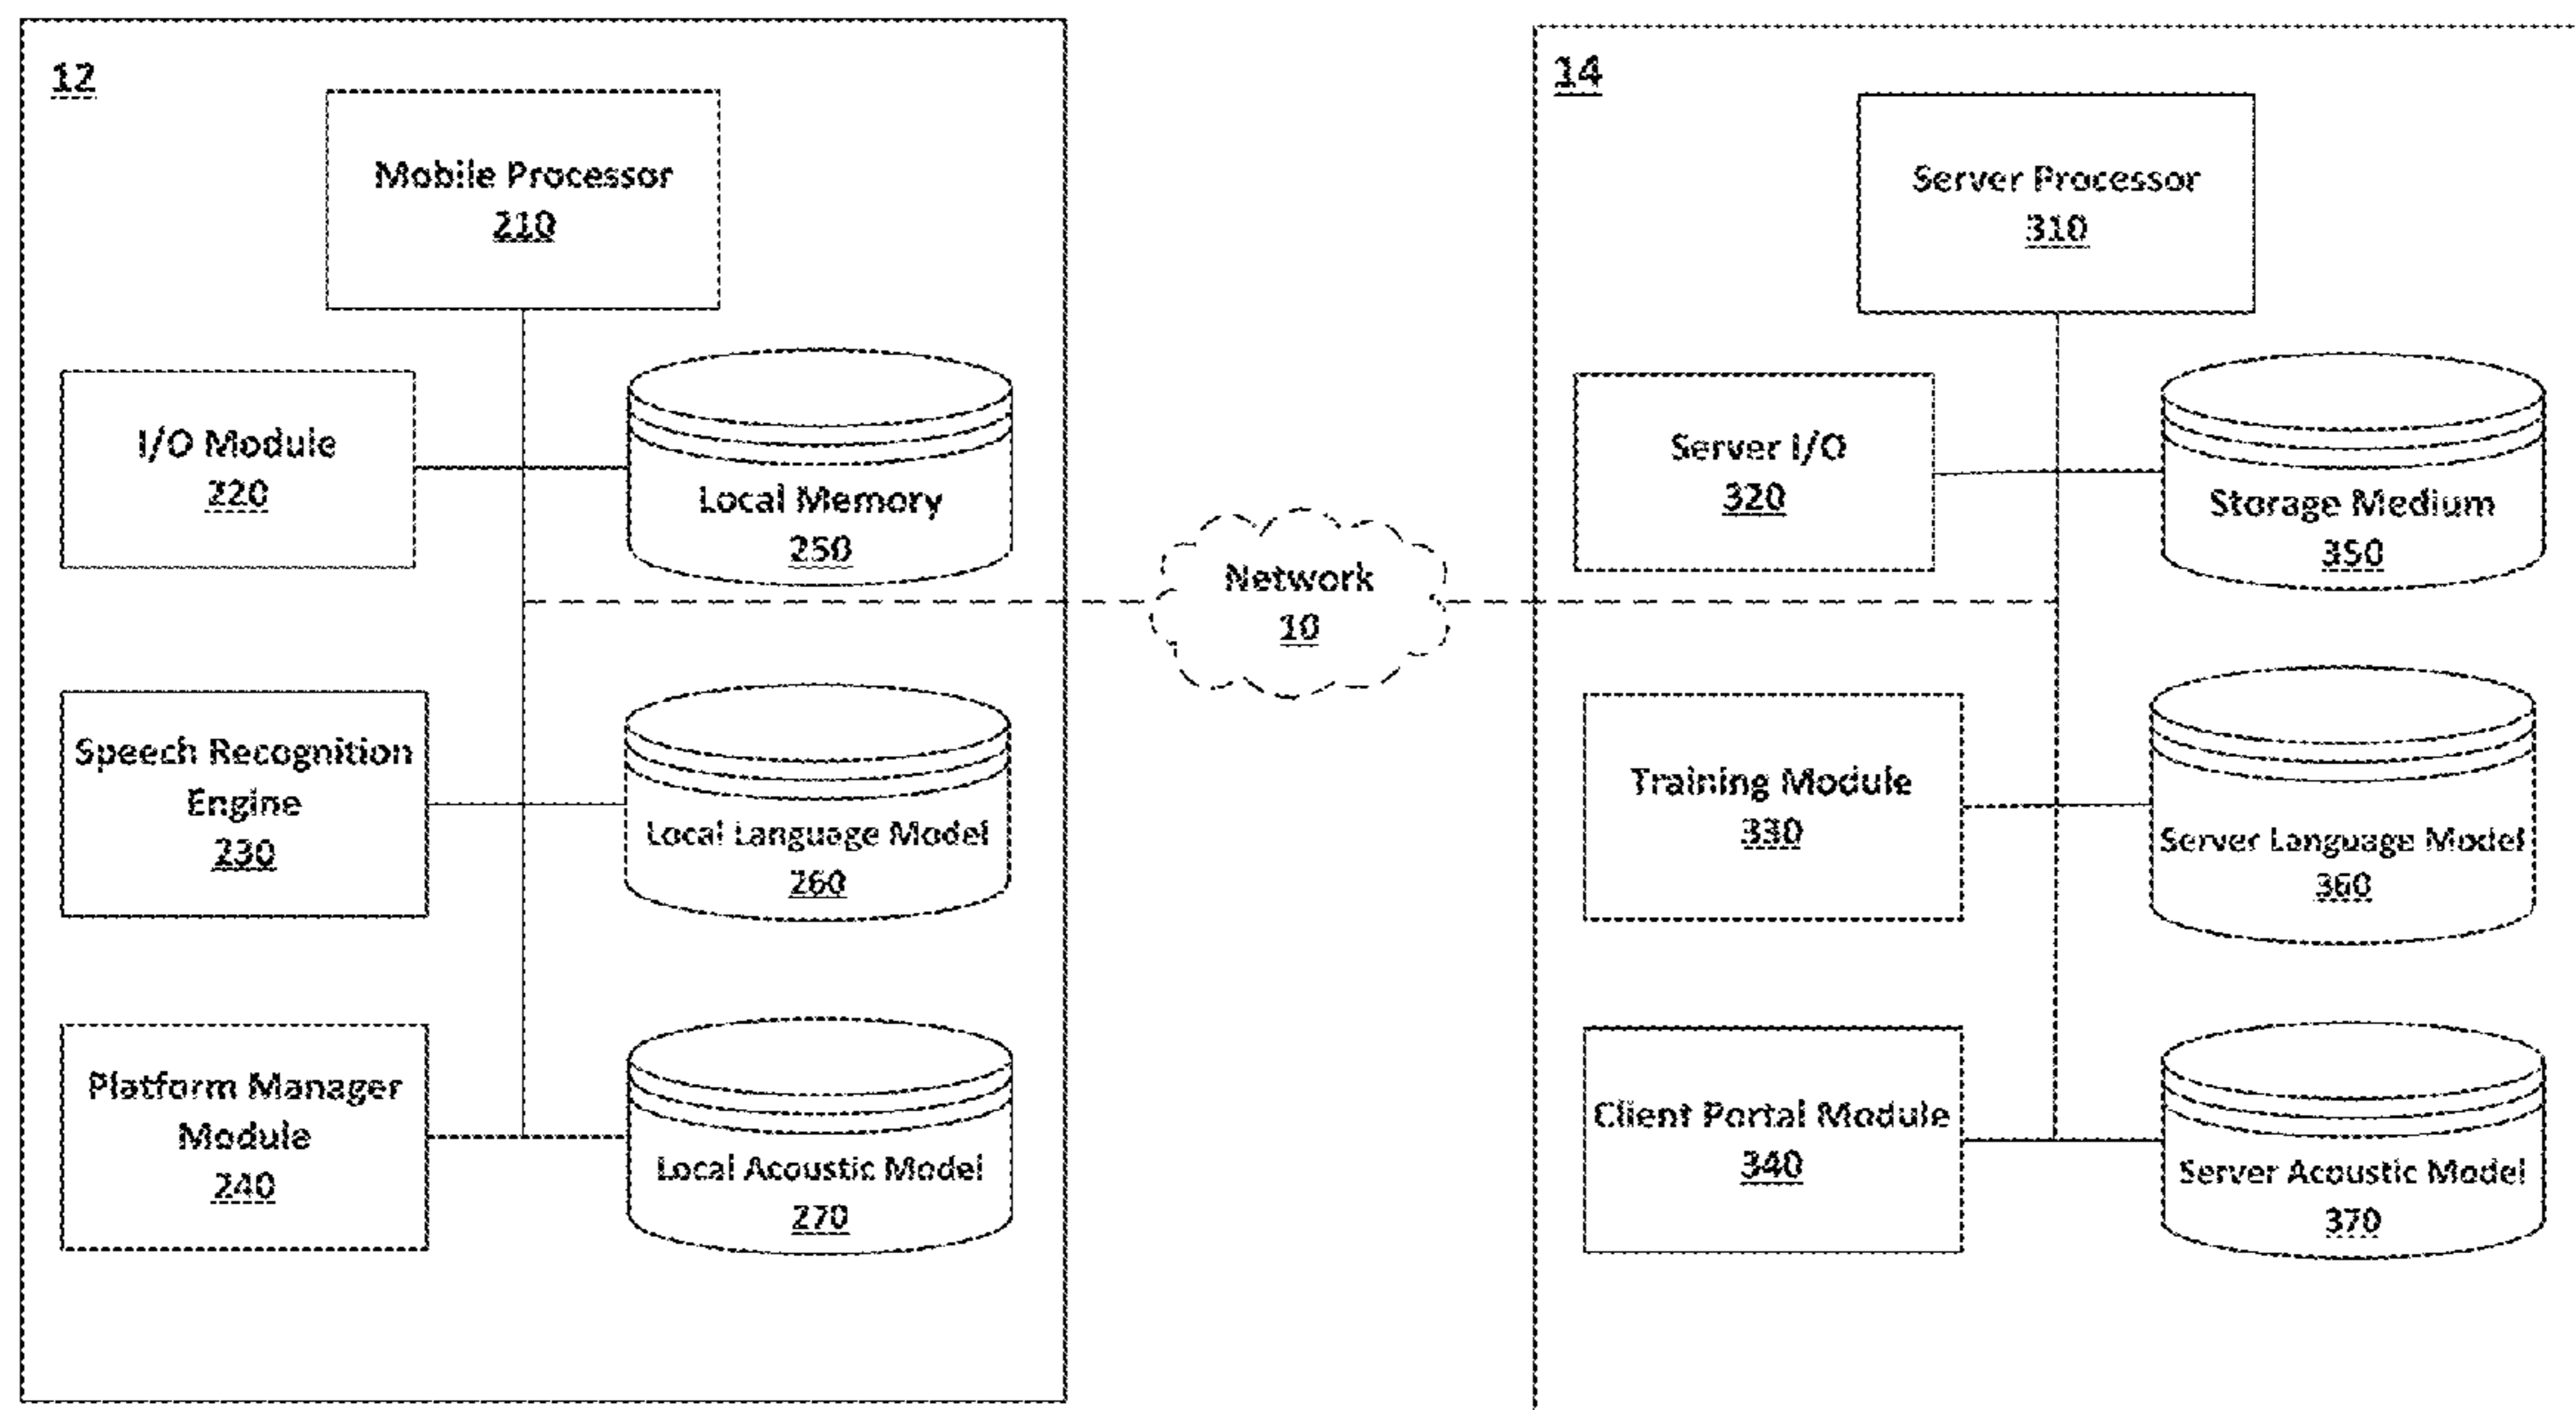 12
Mobile Processor
210
I/O Module
220
Local Memory
250
Speech Recognition
Engine
230
Local Language Model
260
Platform Manager
Module
240
Local Acoustic Model
270
Network
10
14
Server Processor
310
Server I/O
320
Storage Medium
350
Training Module
330
Server Language Model
360
Client Portal Module
340
Server Acoustic Model
370